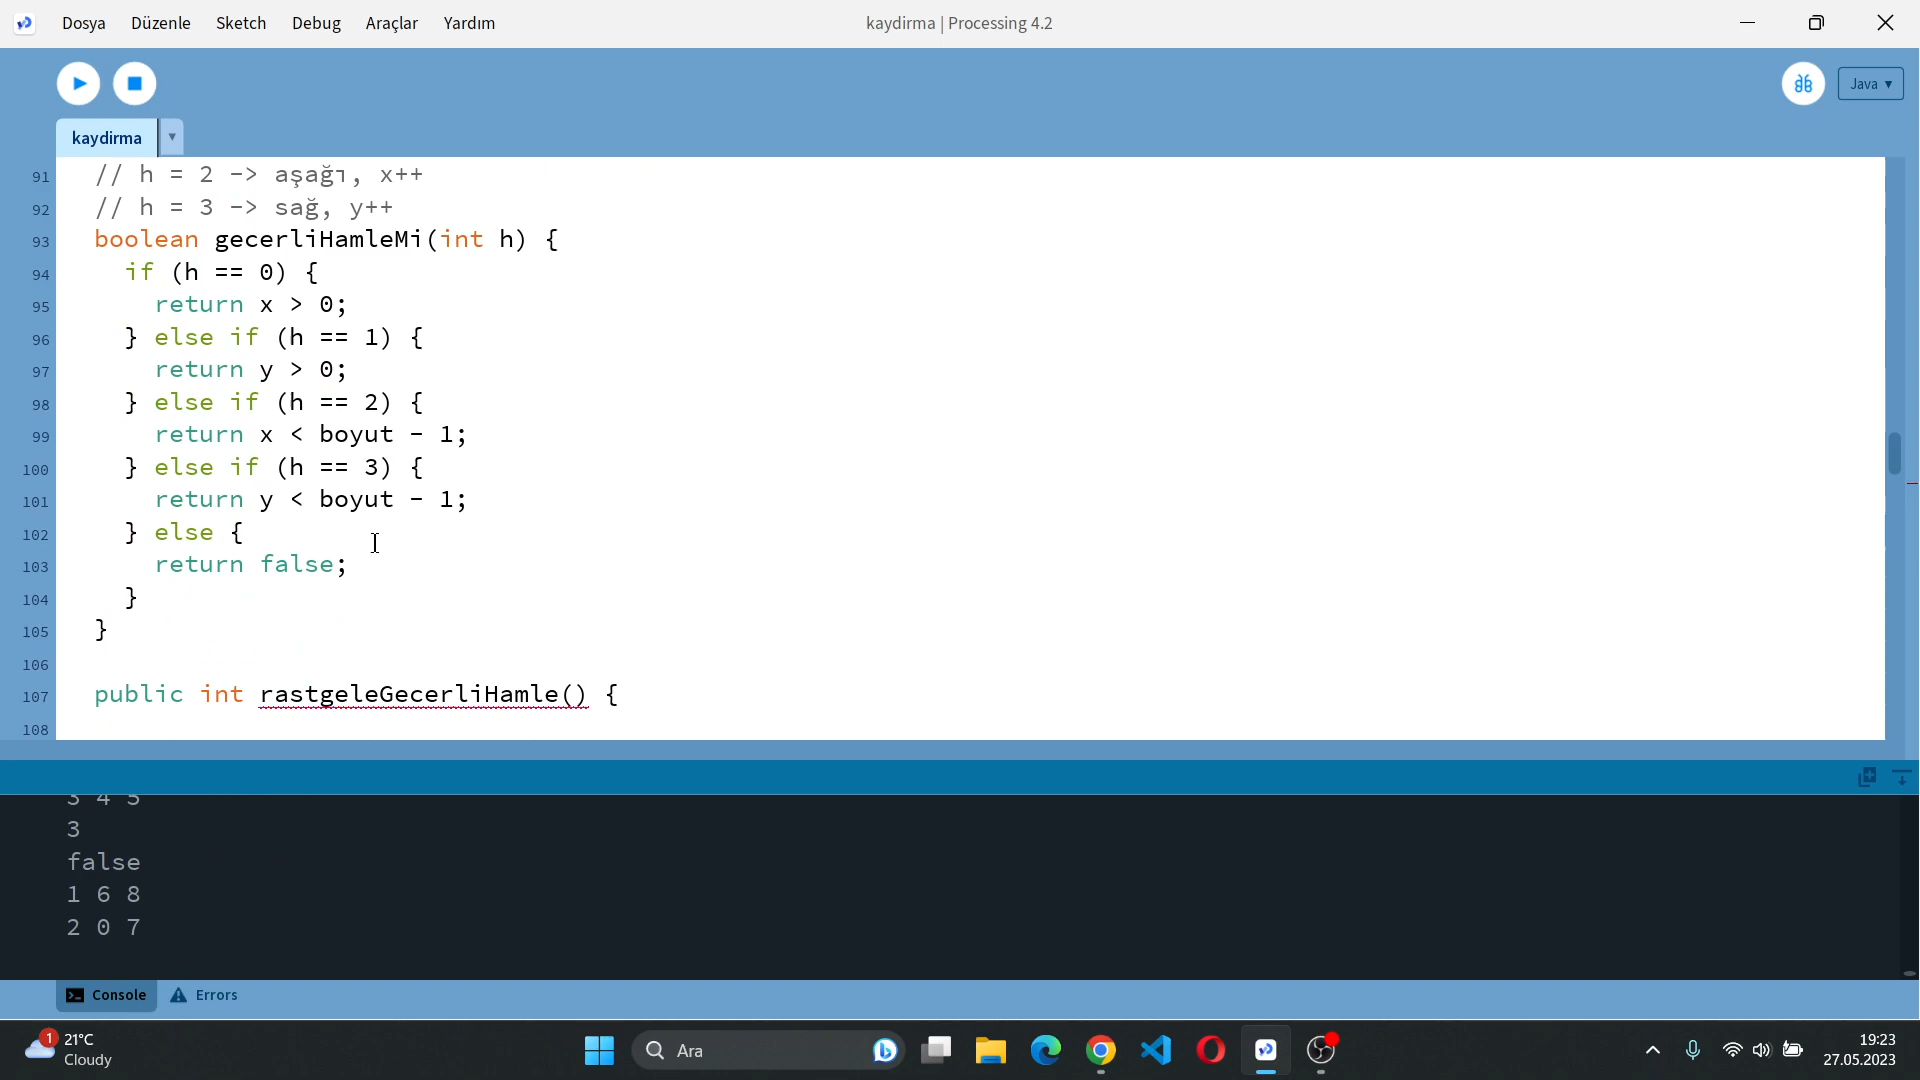 Dosya Düzenle Sketch Debug Araçlar Yardım kaydirma | Processing 4.2
Java
kaydirma
91 // h = 2 -> aşağı, x++
92 // h = 3 -> sağ, y++
93 boolean gecerliHamleMi(int h) {
94 if (h == 0) {
95 return x > 0;
96 } else if (h == 1) {
97 return y > 0;
98 } else if (h == 2) {
99 return x < boyut - 1;
100 } else if (h == 3) {
101 return y < boyut - 1;
102 } else {
103 return false;
104 }
105 }
106
107 public int rastgeleGecerliHamle() {
108
3 4 5
3
false
1 6 8
2 0 7
Console Errors
1 21°C
Cloudy
Ara
19:23
27.05.2023